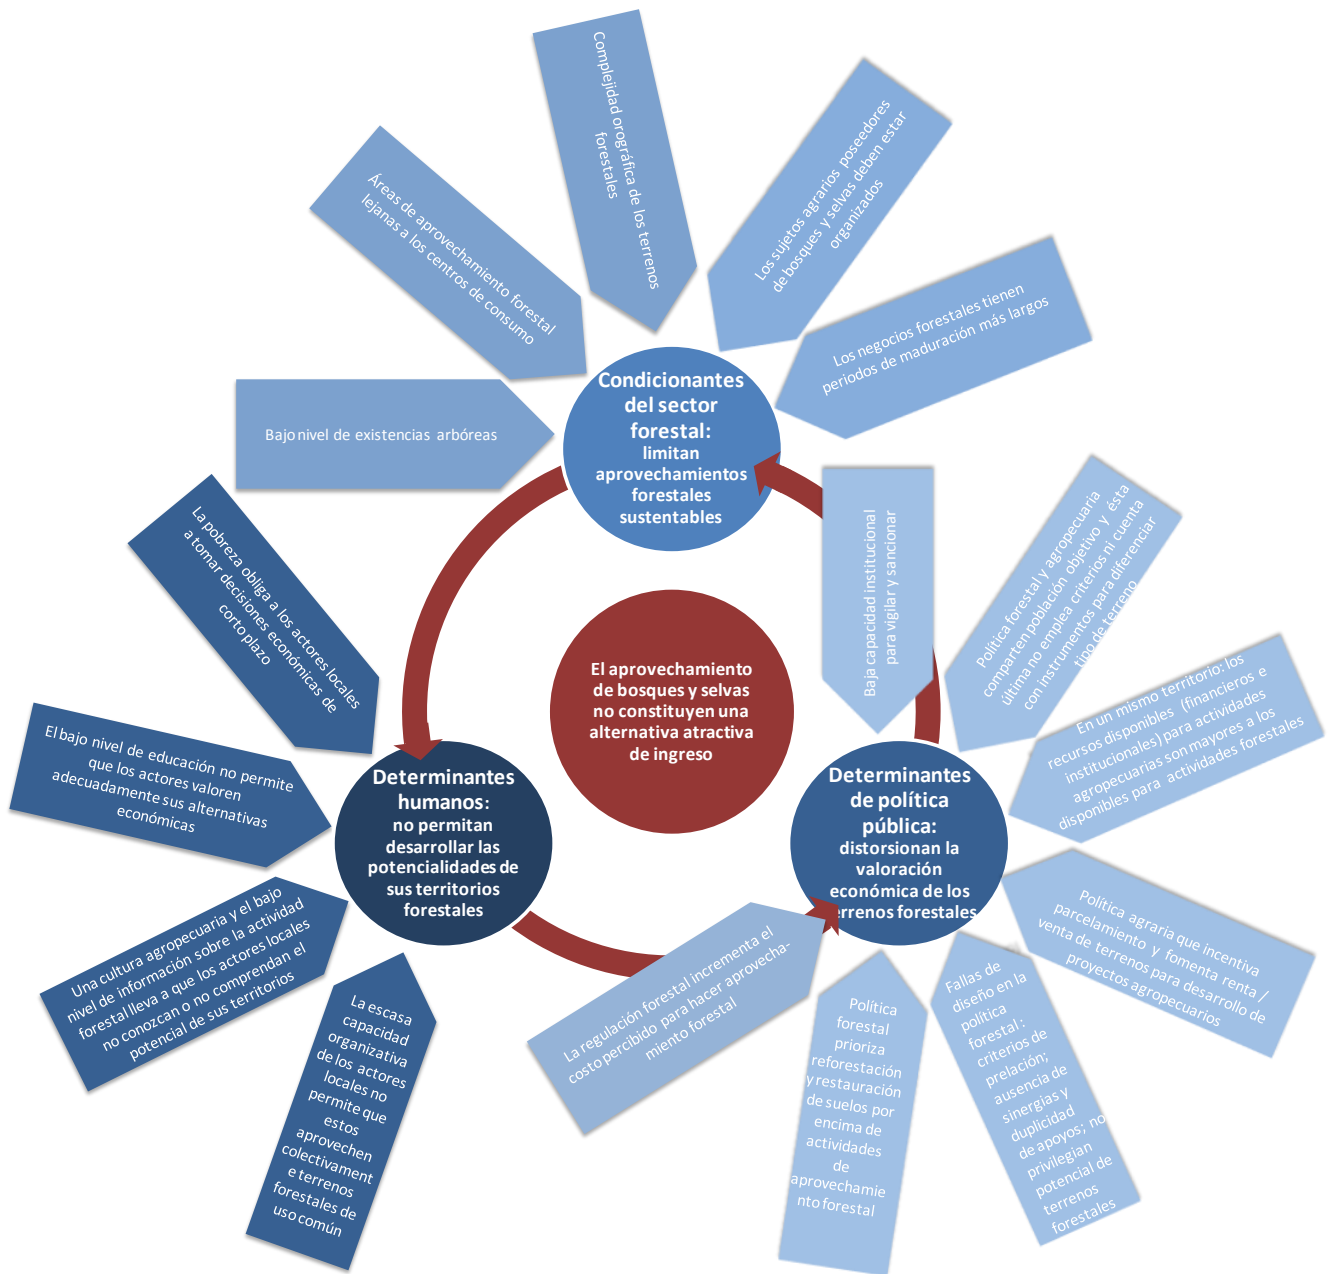 Complejidad orográfica de los terrenos
forestales
Los sujetos agrarios poseedores
de bosques y selvas deben estar
organizados
Áreas de aprovechamiento forestal
lejanas a los centros de consumo
Los negocios forestales tienen
periodos de maduración más largos
Bajo nivel de existencias arbóreas
Condicionantes
del sector
forestal:
limitan
aprovechamientos
forestales
sustentables
La pobreza obliga a los actores locales
a tomar decisiones económicas de
corto plazo
Baja capacidad institucional
para vigilar y sancionar
Política forestal y agropecuaria
comparten población objetivo y ésta
última no emplea criterios ni cuenta
con instrumentos para diferenciar
tipo de terreno
El aprovechamiento
de bosques y selvas
no constituyen una
alternativa atractiva
de ingreso
En un mismo territorio: los
recursos disponibles (financieros e
institucionales) para actividades
agropecuarias son mayores a los
disponibles para actividades forestales
El bajo nivel de educación no permite
que los actores valoren
adecuadamente sus alternativas
económicas
Determinantes
humanos:
no permitan
desarrollar las
potencialidades de
sus territorios
forestales
Determinantes
de política
pública:
distorsionan la
valoración
económica de los
terrenos forestales
Una cultura agropecuaria y el bajo
nivel de información sobre la actividad
forestal lleva a que los actores locales
no conozcan o no comprendan el
potencial de sus territorios
Política agraria que incentiva
parcelamiento y fomenta renta /
venta de terrenos para desarrollo de
proyectos agropecuarios
La escasa
capacidad
organizativa
de los actores
locales no
permite que
estos
aprovechen
colectivament
e terrenos
forestales de
uso común
La regulación forestal incrementa el
costo percibido para hacer aprovecha-
miento forestal
Política
forestal
prioriza
reforestación
y restauración
de suelos por
encima de
actividades
de
aprovechamie
nto forestal
Fallas de
diseño en la
política
forestal:
criterios de
prelación;
ausencia de
sinergias y
duplicidad
de apoyos; no
privilegian
potencial de
terrenos
forestales